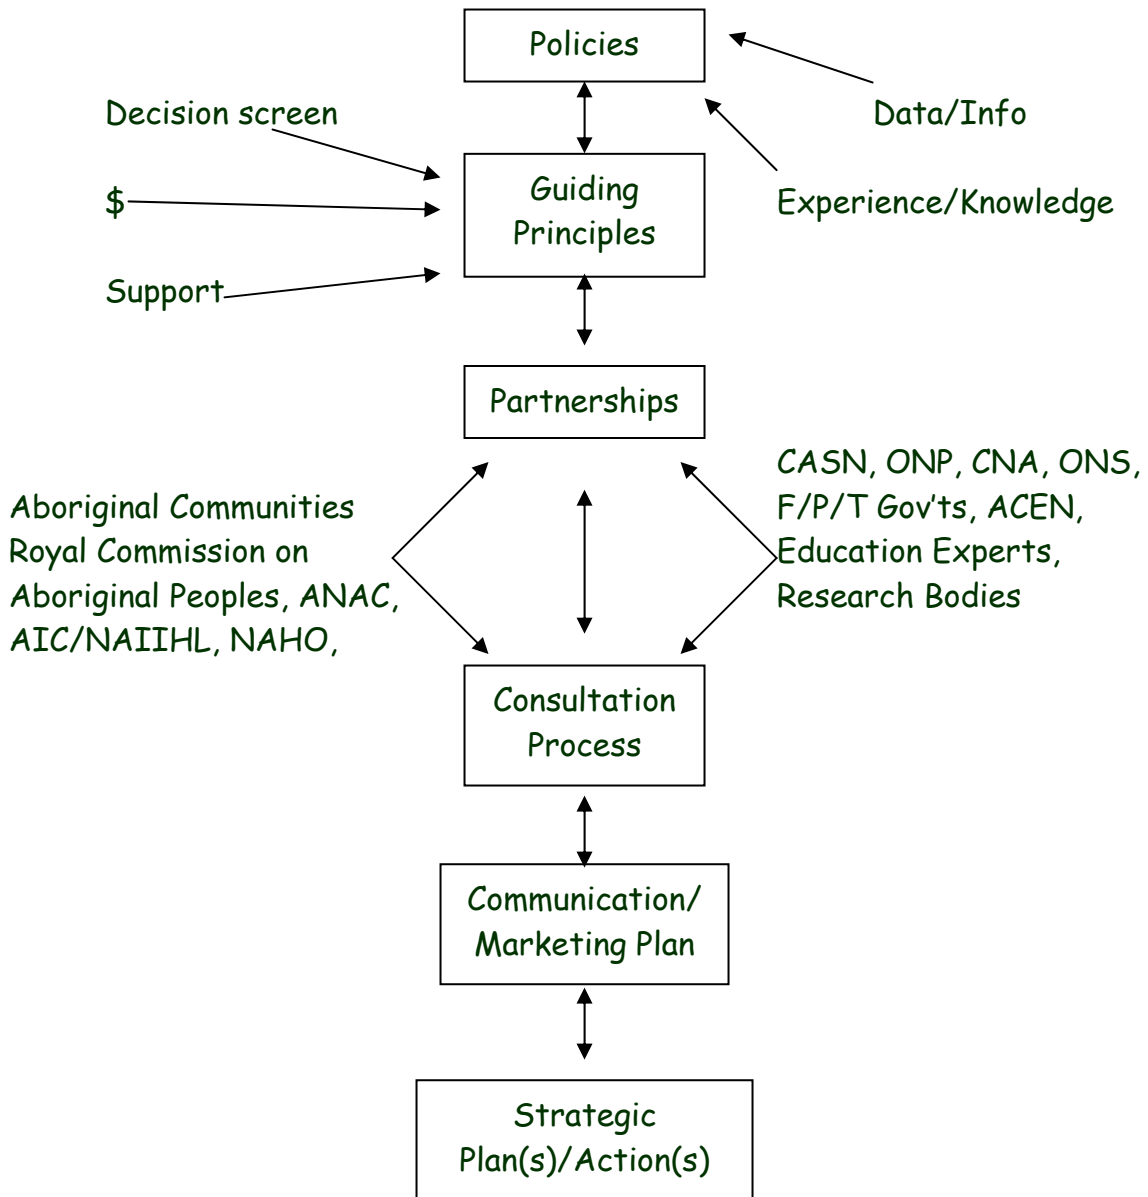 Policies
Decision screen
Data/Info
$
Guiding
Principles
Experience/Knowledge
Support
Partnerships
Aboriginal Communities
Royal Commission on
Aboriginal Peoples, ANAC,
AIC/NAIIHL, NAHO,
CASN, ONP, CNA, ONS,
F/P/T Gov'ts, ACEN,
Education Experts,
Research Bodies
Consultation
Process
Communication/
Marketing Plan
Strategic
Plan(s)/Action(s)